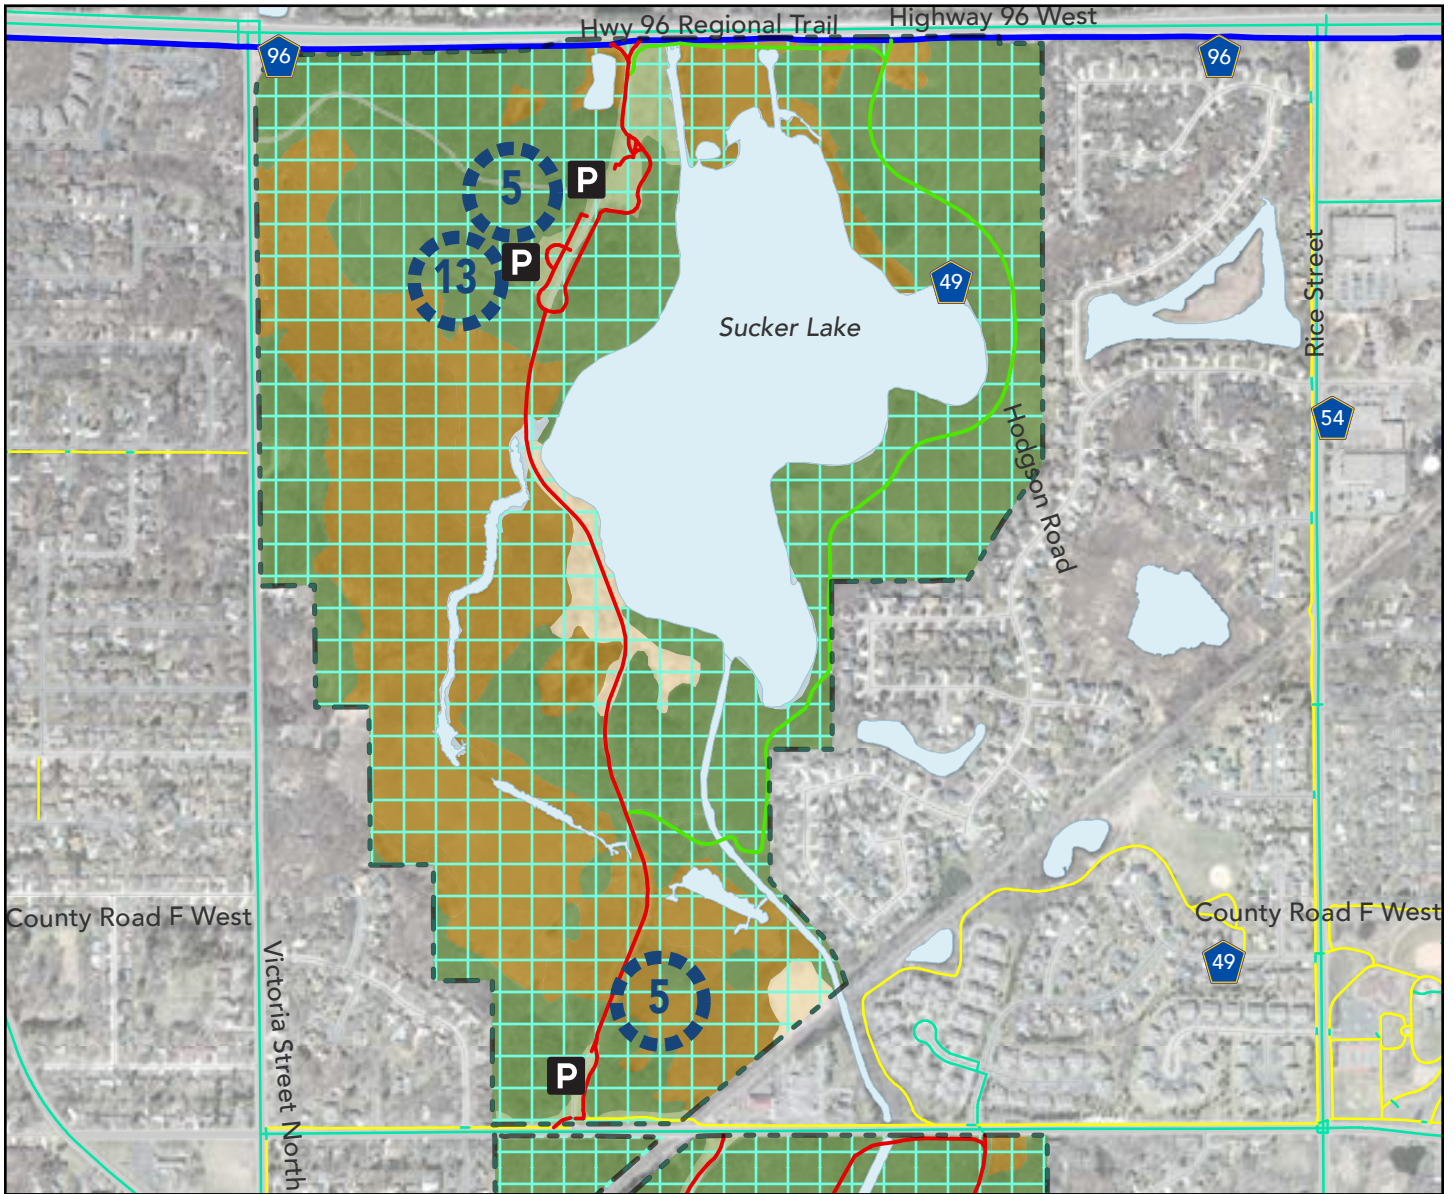 Hwy 96 Regional Trail
Highway 96 West
96
96
5
P
13
P
49
Sucker Lake
Rice Street
54
Hodgson Road
County Road F West
County Road F West
49
Victoria Street North
5
P